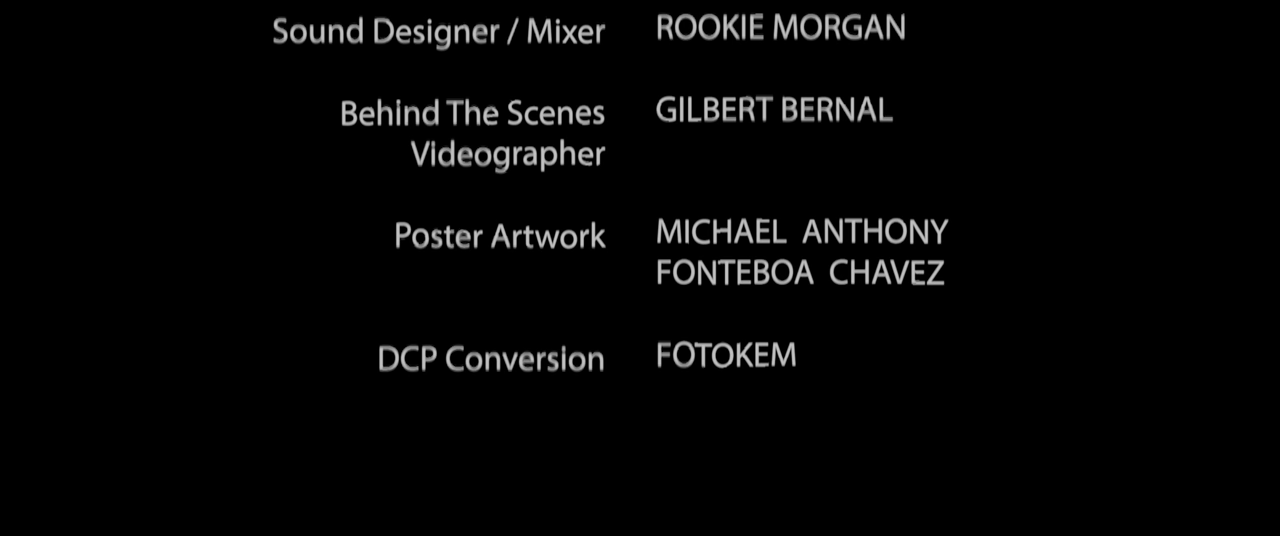 Sound Designer / Mixer ROOKIE MORGAN
Behind The Scenes GILBERT BERNAL
Videographer
Poster Artwork MICHAEL ANTHONY
FONTEBOA CHAVEZ
DCP Conversion FOTOKEM